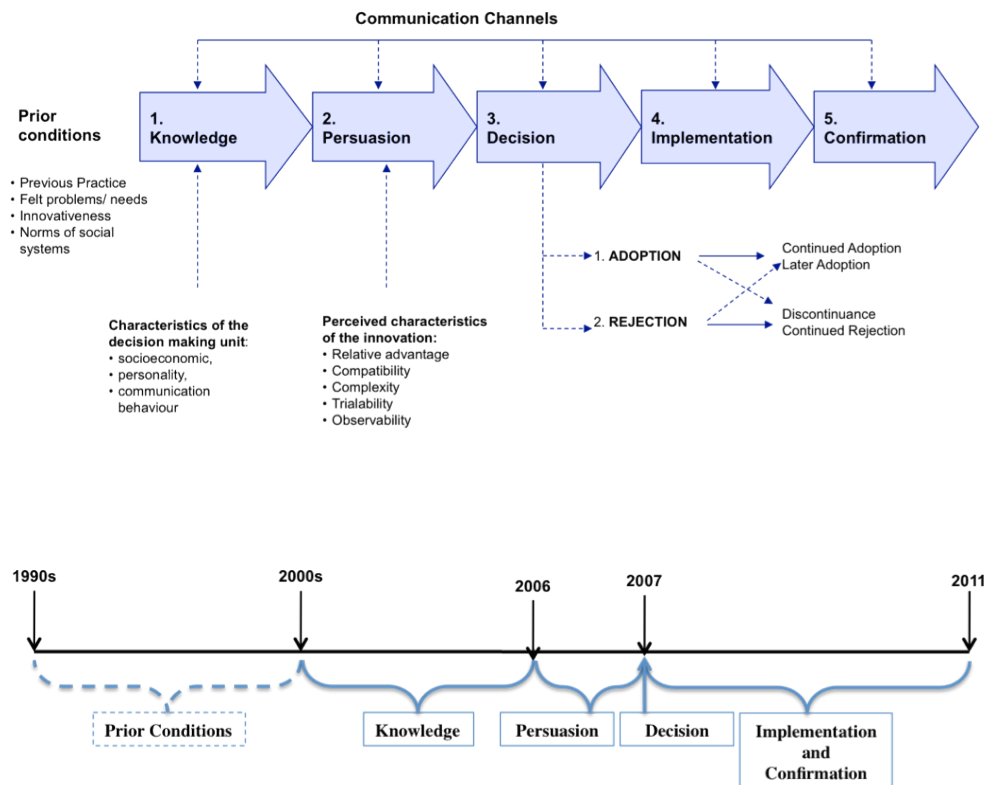 Communication Channels
Prior
conditions
• Previous Practice
• Felt problems/ needs
• Innovativeness
• Norms of social
systems
1.
Knowledge
2.
Persuasion
3.
Decision
4.
Implementation
5.
Confirmation
1. ADOPTION
2. REJECTION
Continued Adoption
Later Adoption
Discontinuance
Continued Rejection
Characteristics of the
decision making unit:
• socioeconomic,
• personality,
• communication
behaviour
Perceived characteristics
of the innovation:
• Relative advantage
• Compatibility
• Complexity
• Trialability
• Observability
1990s
2000s
2006
2007
2011
Prior Conditions
Knowledge
Persuasion
Decision
Implementation
and
Confirmation